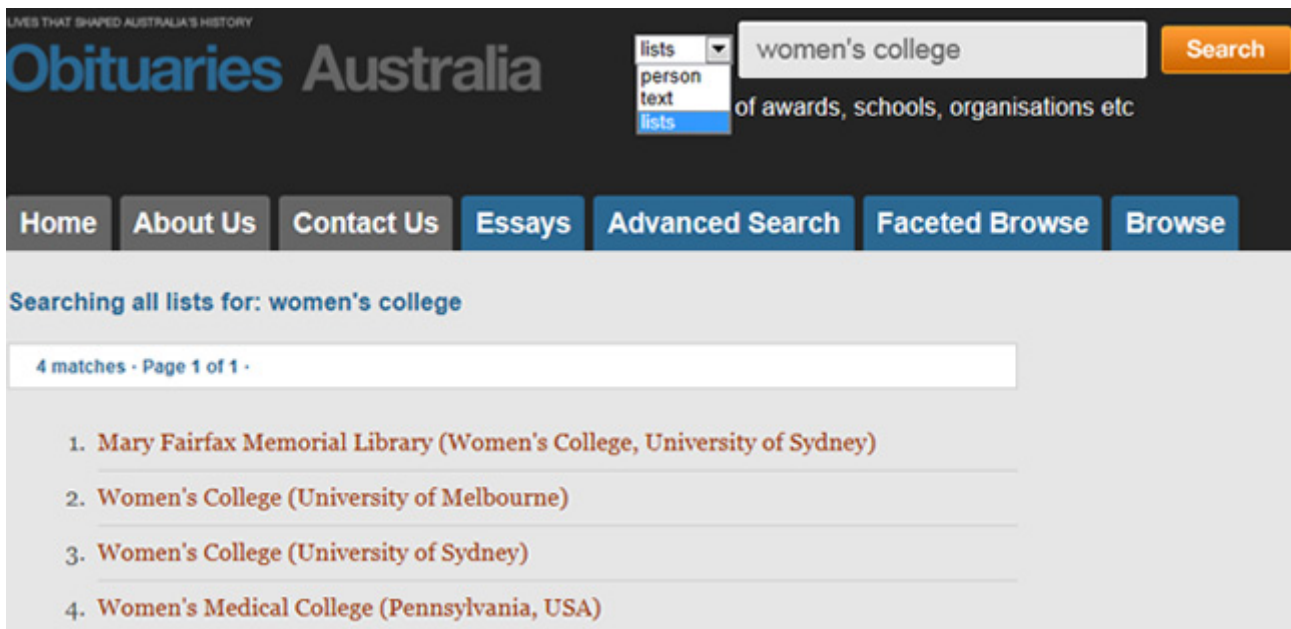 LIVES THAT SHAPED AUSTRALIA'S HISTORY
Obituaries Australia
lists
women's college
Search
person
text
lists
of awards, schools, organisations etc
Home
About Us
Contact Us
Essays
Advanced Search
Faceted Browse
Browse
Searching all lists for: women's college
4 matches · Page 1 of 1 ·
1. Mary Fairfax Memorial Library (Women's College, University of Sydney)
2. Women's College (University of Melbourne)
3. Women's College (University of Sydney)
4. Women's Medical College (Pennsylvania, USA)